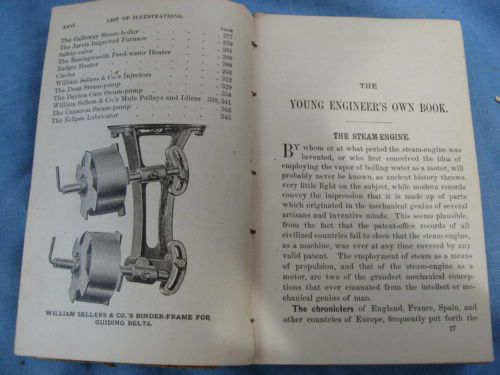 xxvi LIST OF ILLUSTRATIONS.
PAGE
The Galloway Steam-boiler 277
The Jarvis Improved Furnace 279
Safety-valve 281
The Basingwarith Feed-water Heater 286
Badger Heater 288
Circles 293
William Sellers & Co.'s Injectors 322
The Dean Steam-pump 329
The Dayton Cam Steam-pump 334
William Sellers & Co.'s Mule Pulleys and Idlers 339, 341
The Cameron Steam-pump 343
The Eclipse Lubricator 345
WILLIAM SELLERS & CO.'S BINDER-FRAME FOR
GUIDING BELTS.
THE
YOUNG ENGINEER'S OWN BOOK.
THE STEAM-ENGINE.
BY whom or at what period the steam-engine was
invented, or who first conceived the idea of
employing the vapor of boiling water as a motor, will
probably never be known, as ancient history throws
very little light on the subject, while modern records
convey the impression that it is made up of parts
which originated in the mechanical genius of several
artisans and inventive minds. This seems plausible,
from the fact that the patent-office records of all
civilized countries fail to show that the steam-engine,
as a machine, was ever at any time covered by any
valid patent. The employment of steam as a means
of propulsion, and that of the steam-engine as a
motor, are two of the grandest mechanical concep-
tions that ever emanated from the intellect or me-
chanical genius of man.
The chroniclers of England, France, Spain, and
other countries of Europe, frequently put forth the
27